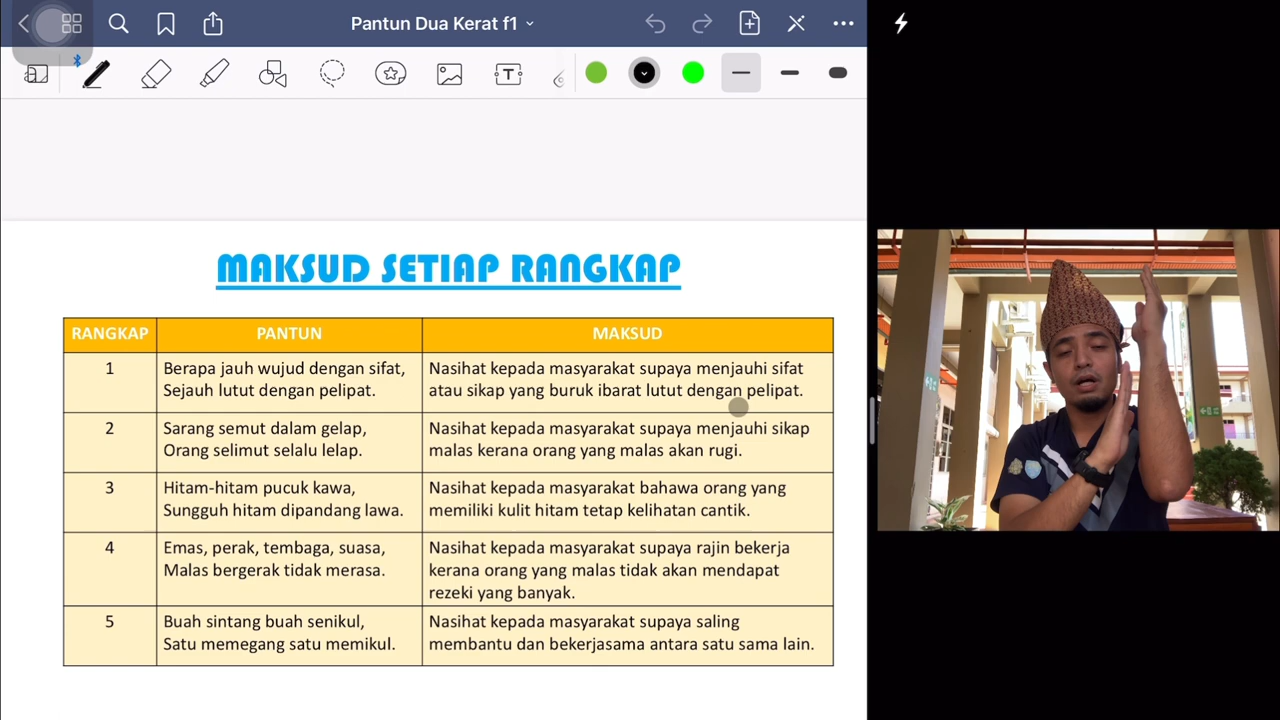 Pantun Dua Kerat f1
MAKSUD SETIAP RANGKAP
RANGKAP PANTUN MAKSUD
1
Berapa jauh wujud dengan sifat,
Sejauh lutut dengan pelipat.
Nasihat kepada masyarakat supaya menjauhi sifat
atau sikap yang buruk ibarat lutut dengan pelipat.
2
Sarang semut dalam gelap,
Orang selimut selalu lelap.
Nasihat kepada masyarakat supaya menjauhi sikap
malas kerana orang yang malas akan rugi.
3
Hitam-hitam pucuk kawa,
Sungguh hitam dipandang lawa.
Nasihat kepada masyarakat bahawa orang yang
memiliki kulit hitam tetap kelihatan cantik.
4
Emas, perak, tembaga, suasa,
Malas bergerak tidak merasa.
Nasihat kepada masyarakat supaya rajin bekerja
kerana orang yang malas tidak akan mendapat
rezeki yang banyak.
5
Buah sintang buah senikul,
Satu memegang satu memikul.
Nasihat kepada masyarakat supaya saling
membantu dan bekerjasama antara satu sama lain.